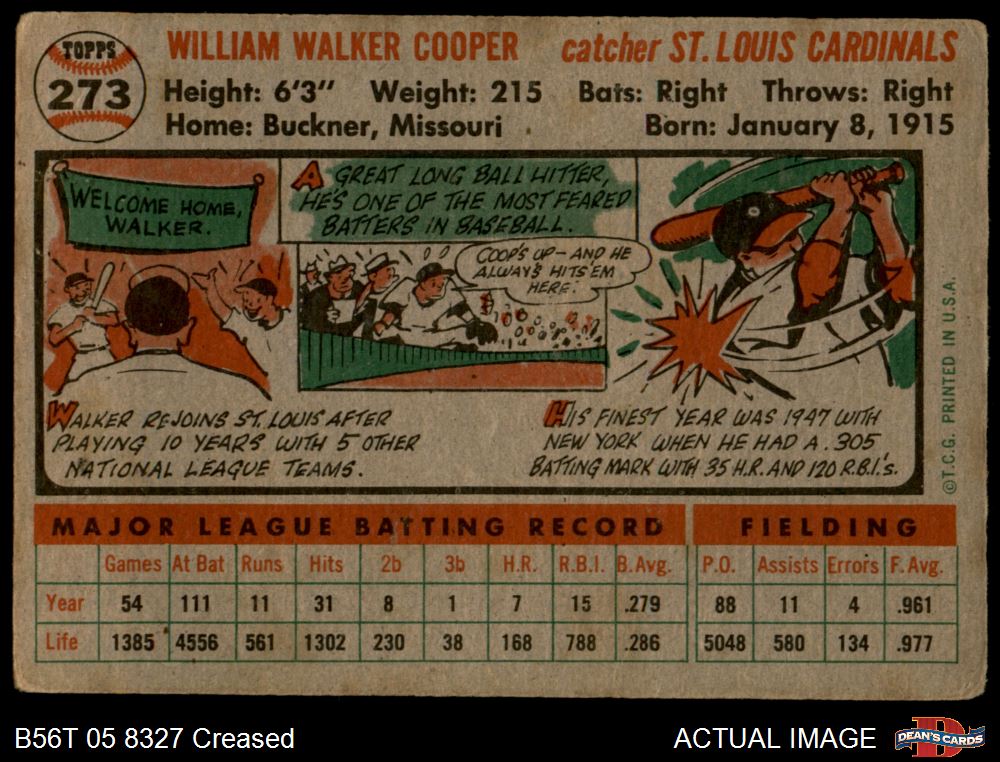 TOPPS
273
WILLIAM WALKER COOPER catcher ST. LOUIS CARDINALS
Height: 6'3" Weight: 215 Bats: Right Throws: Right
Home: Buckner, Missouri Born: January 8, 1915
WELCOME HOME,
WALKER.
A GREAT LONG BALL HITTER,
HE'S ONE OF THE MOST FEARED
BATTERS IN BASEBALL.
COOP'S UP - AND HE
ALWAYS HITS 'EM
HERE.
WALKER REJOINS ST. LOUIS AFTER
PLAYING 10 YEARS WITH 5 OTHER
NATIONAL LEAGUE TEAMS.
HIS FINEST YEAR WAS 1947 WITH
NEW YORK WHEN HE HAD A .305
BATTING MARK WITH 35 H.R. AND 120 R.B.I.'s.
©T.C.G. PRINTED IN U.S.A.
MAJOR LEAGUE BATTING RECORD FIELDING
Games At Bat Runs Hits 2b 3b H.R. R.B.I. B.Avg. P.O. Assists Errors F.Avg.
Year 54 111 11 31 8 1 7 15 .279 88 11 4 .961
Life 1385 4556 561 1302 230 38 168 788 .286 5048 580 134 .977
B56T 05 8327 Creased
ACTUAL IMAGE
DEAN'S CARDS